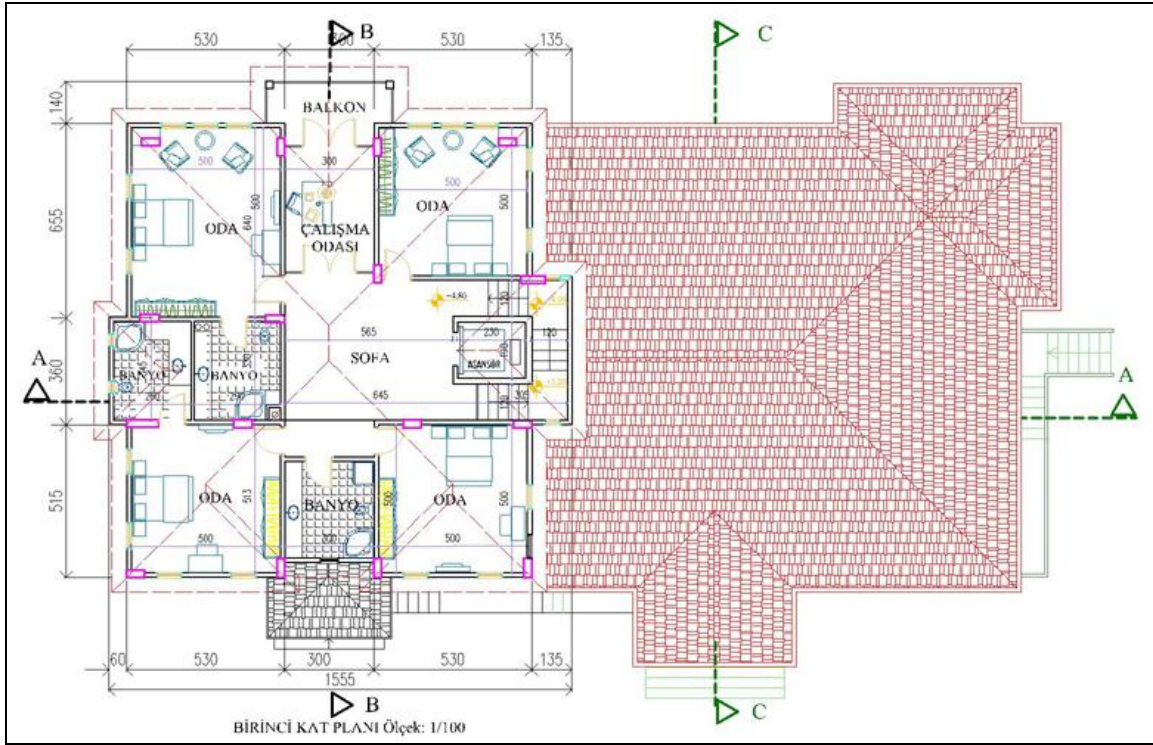 B
C
530
300
530
135
140
BALKON
300
500
500
655
500
640
500
ODA
ÇALIŞMA
ODASI
ODA
120
565
230
120
A
SOFA
ASANSÖR
360
BANYO
BANYO
645
A
515
ODA
513
BANYO
500
ODA
500
500
500
60
530
300
530
135
1555
B
C
BİRİNCİ KAT PLANI Ölçek: 1/100